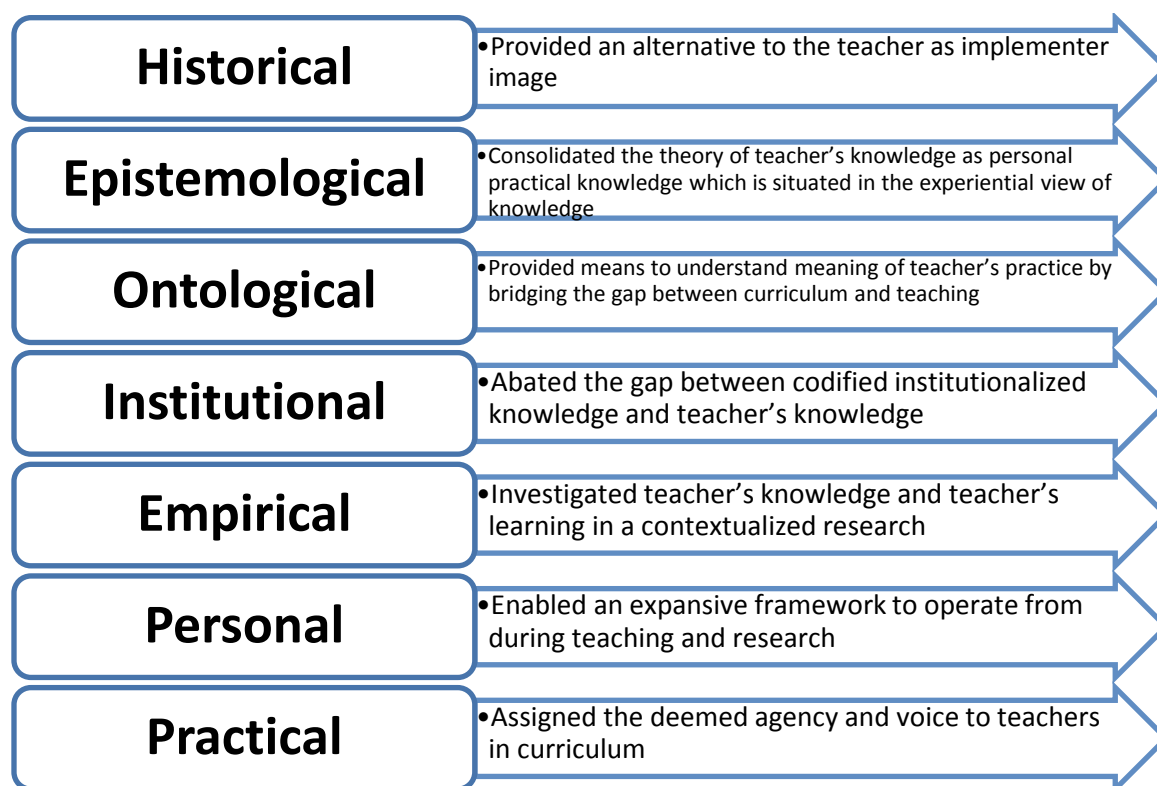 Historical
•Provided an alternative to the teacher as implementer
image
Epistemological
•Consolidated the theory of teacher’s knowledge as personal
practical knowledge which is situated in the experiential view of
knowledge
Ontological
•Provided means to understand meaning of teacher’s practice by
bridging the gap between curriculum and teaching
Institutional
•Abated the gap between codified institutionalized
knowledge and teacher’s knowledge
Empirical
•Investigated teacher’s knowledge and teacher’s
learning in a contextualized research
Personal
•Enabled an expansive framework to operate from
during teaching and research
Practical
•Assigned the deemed agency and voice to teachers
in curriculum